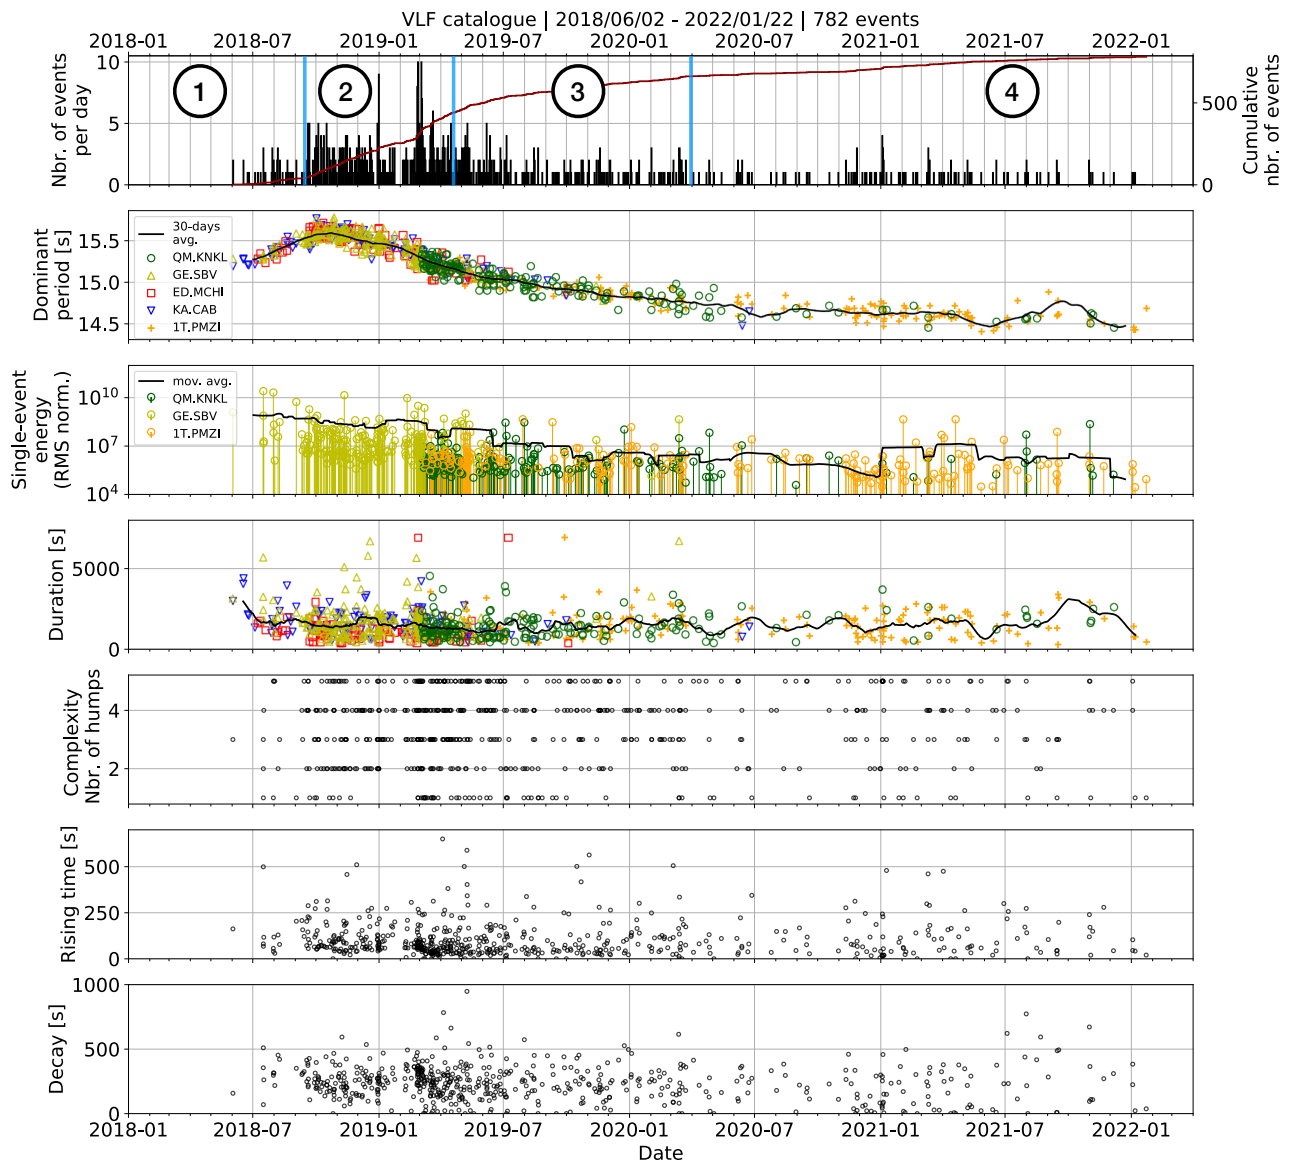 VLF catalogue | 2018/06/02 - 2022/01/22 | 782 events
2018-01 2018-07 2019-01 2019-07 2020-01 2020-07 2021-01 2021-07 2022-01
Nbr. of events
per day
10
5
0
1 2 3 4
500
0
Cumulative
nbr. of events
Dominant
period [s]
15.5
15.0
14.5
30-days
avg.
QM.KNKL
GE.SBV
ED.MCHI
KA.CAB
1T.PMZI
Single-event
energy
(RMS norm.)
10^10
10^7
10^4
mov. avg.
QM.KNKL
GE.SBV
1T.PMZI
Duration [s]
5000
0
Complexity
Nbr. of humps
4
2
Rising time [s]
500
250
0
Decay [s]
1000
500
0
2018-01 2018-07 2019-01 2019-07 2020-01 2020-07 2021-01 2021-07 2022-01
Date